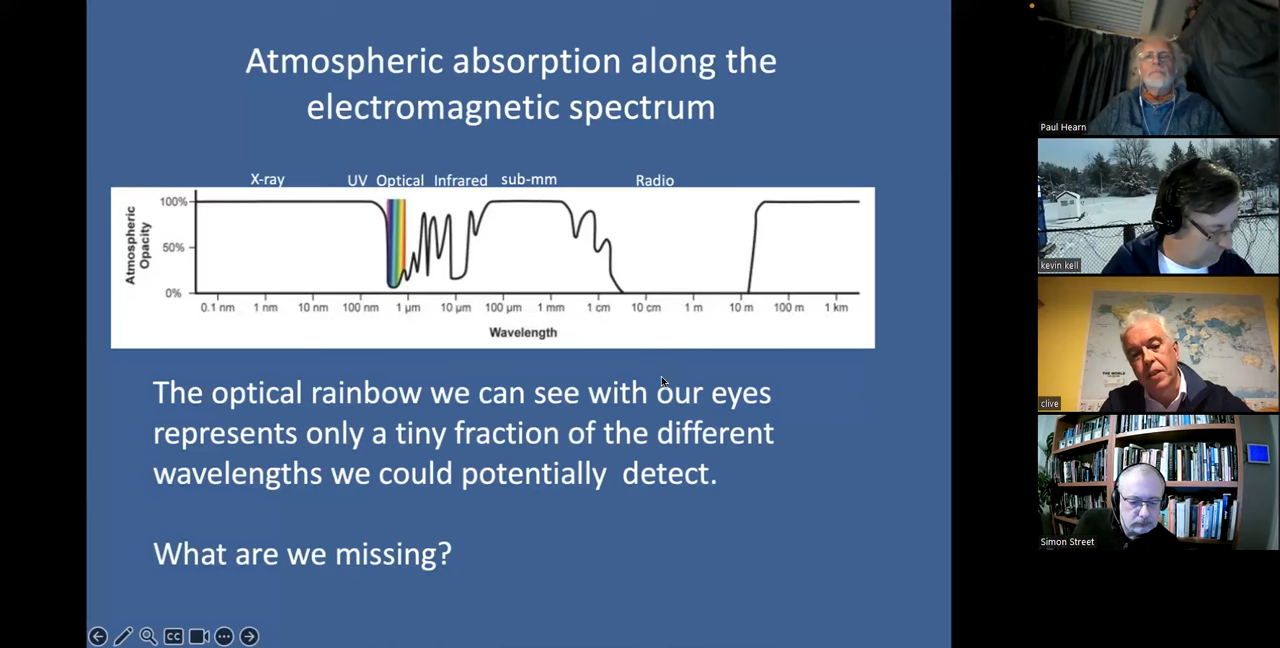 Atmospheric absorption along the
electromagnetic spectrum
X-ray UV Optical Infrared sub-mm Radio
Atmospheric
Opacity
100%
50%
0%
0.1 nm 1 nm 10 nm 100 nm 1 µm 10 µm 100 µm 1 mm 1 cm 10 cm 1 m 10 m 100 m 1 km
Wavelength
The optical rainbow we can see with our eyes
represents only a tiny fraction of the different
wavelengths we could potentially detect.
What are we missing?
CC
Paul Hearn
kevin kell
THE WORLD
clive
Simon Street